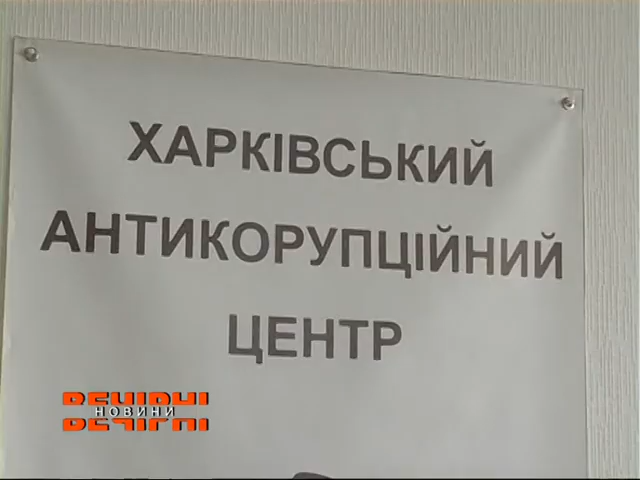 ХАРКІВСЬКИЙ
АНТИКОРУПЦІЙНИЙ
ЦЕНТР
ВЕЧІРНІ
НОВИНИ